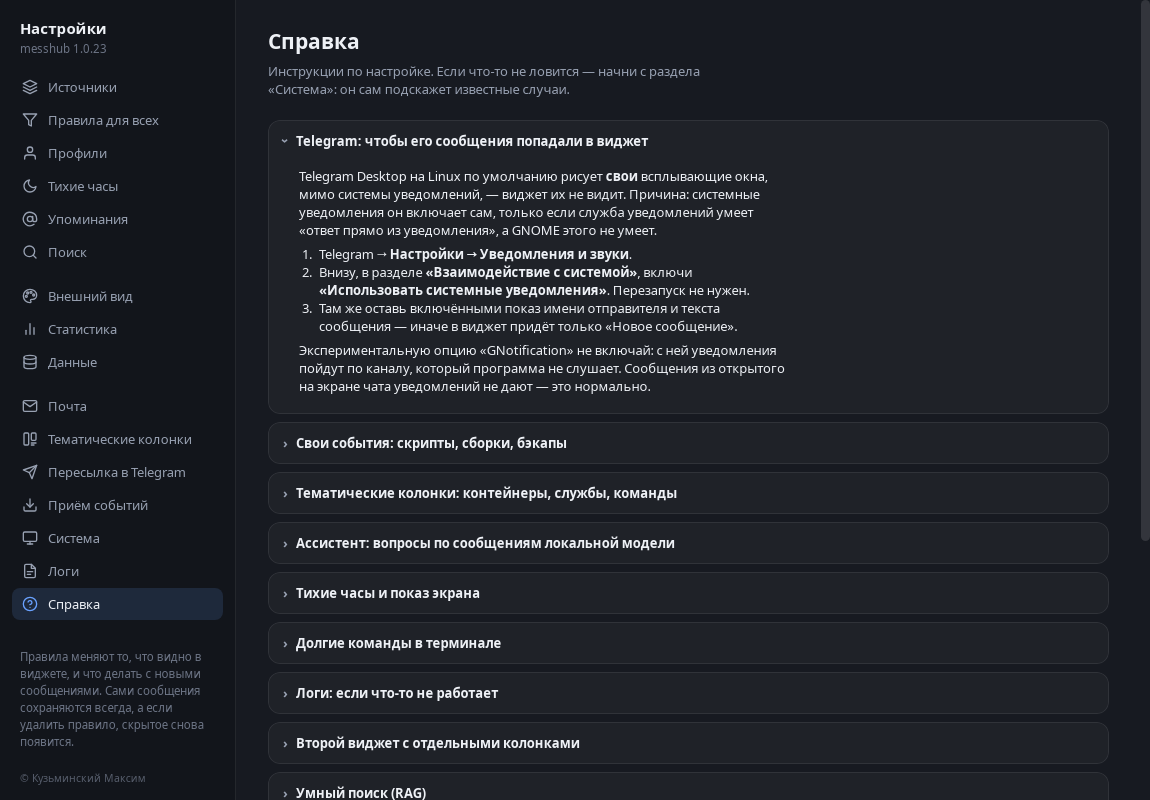 Настройки
messhub 1.0.23
Источники
Правила для всех
Профили
Тихие часы
Упоминания
Поиск
Внешний вид
Статистика
Данные
Почта
Тематические колонки
Пересылка в Telegram
Приём событий
Система
Логи
Справка
Правила меняют то, что видно в
виджете, и что делать с новыми
сообщениями. Сами сообщения
сохраняются всегда, а если
удалить правило, скрытое снова
появится.
© Кузьминский Максим
Справка
Инструкции по настройке. Если что-то не ловится — начни с раздела
«Система»: он сам подскажет известные случаи.
Telegram: чтобы его сообщения попадали в виджет
Telegram Desktop на Linux по умолчанию рисует свои всплывающие окна,
мимо системы уведомлений, — виджет их не видит. Причина: системные
уведомления он включает сам, только если служба уведомлений умеет
«ответ прямо из уведомления», а GNOME этого не умеет.
1. Telegram → Настройки → Уведомления и звуки.
2. Внизу, в разделе «Взаимодействие с системой», включи
«Использовать системные уведомления». Перезапуск не нужен.
3. Там же оставь включёнными показ имени отправителя и текста
сообщения — иначе в виджет придёт только «Новое сообщение».
Экспериментальную опцию «GNotification» не включай: с ней уведомления
пойдут по каналу, который программа не слушает. Сообщения из открытого
на экране чата уведомлений не дают — это нормально.
Свои события: скрипты, сборки, бэкапы
Тематические колонки: контейнеры, службы, команды
Ассистент: вопросы по сообщениям локальной модели
Тихие часы и показ экрана
Долгие команды в терминале
Логи: если что-то не работает
Второй виджет с отдельными колонками
Умный поиск (RAG)